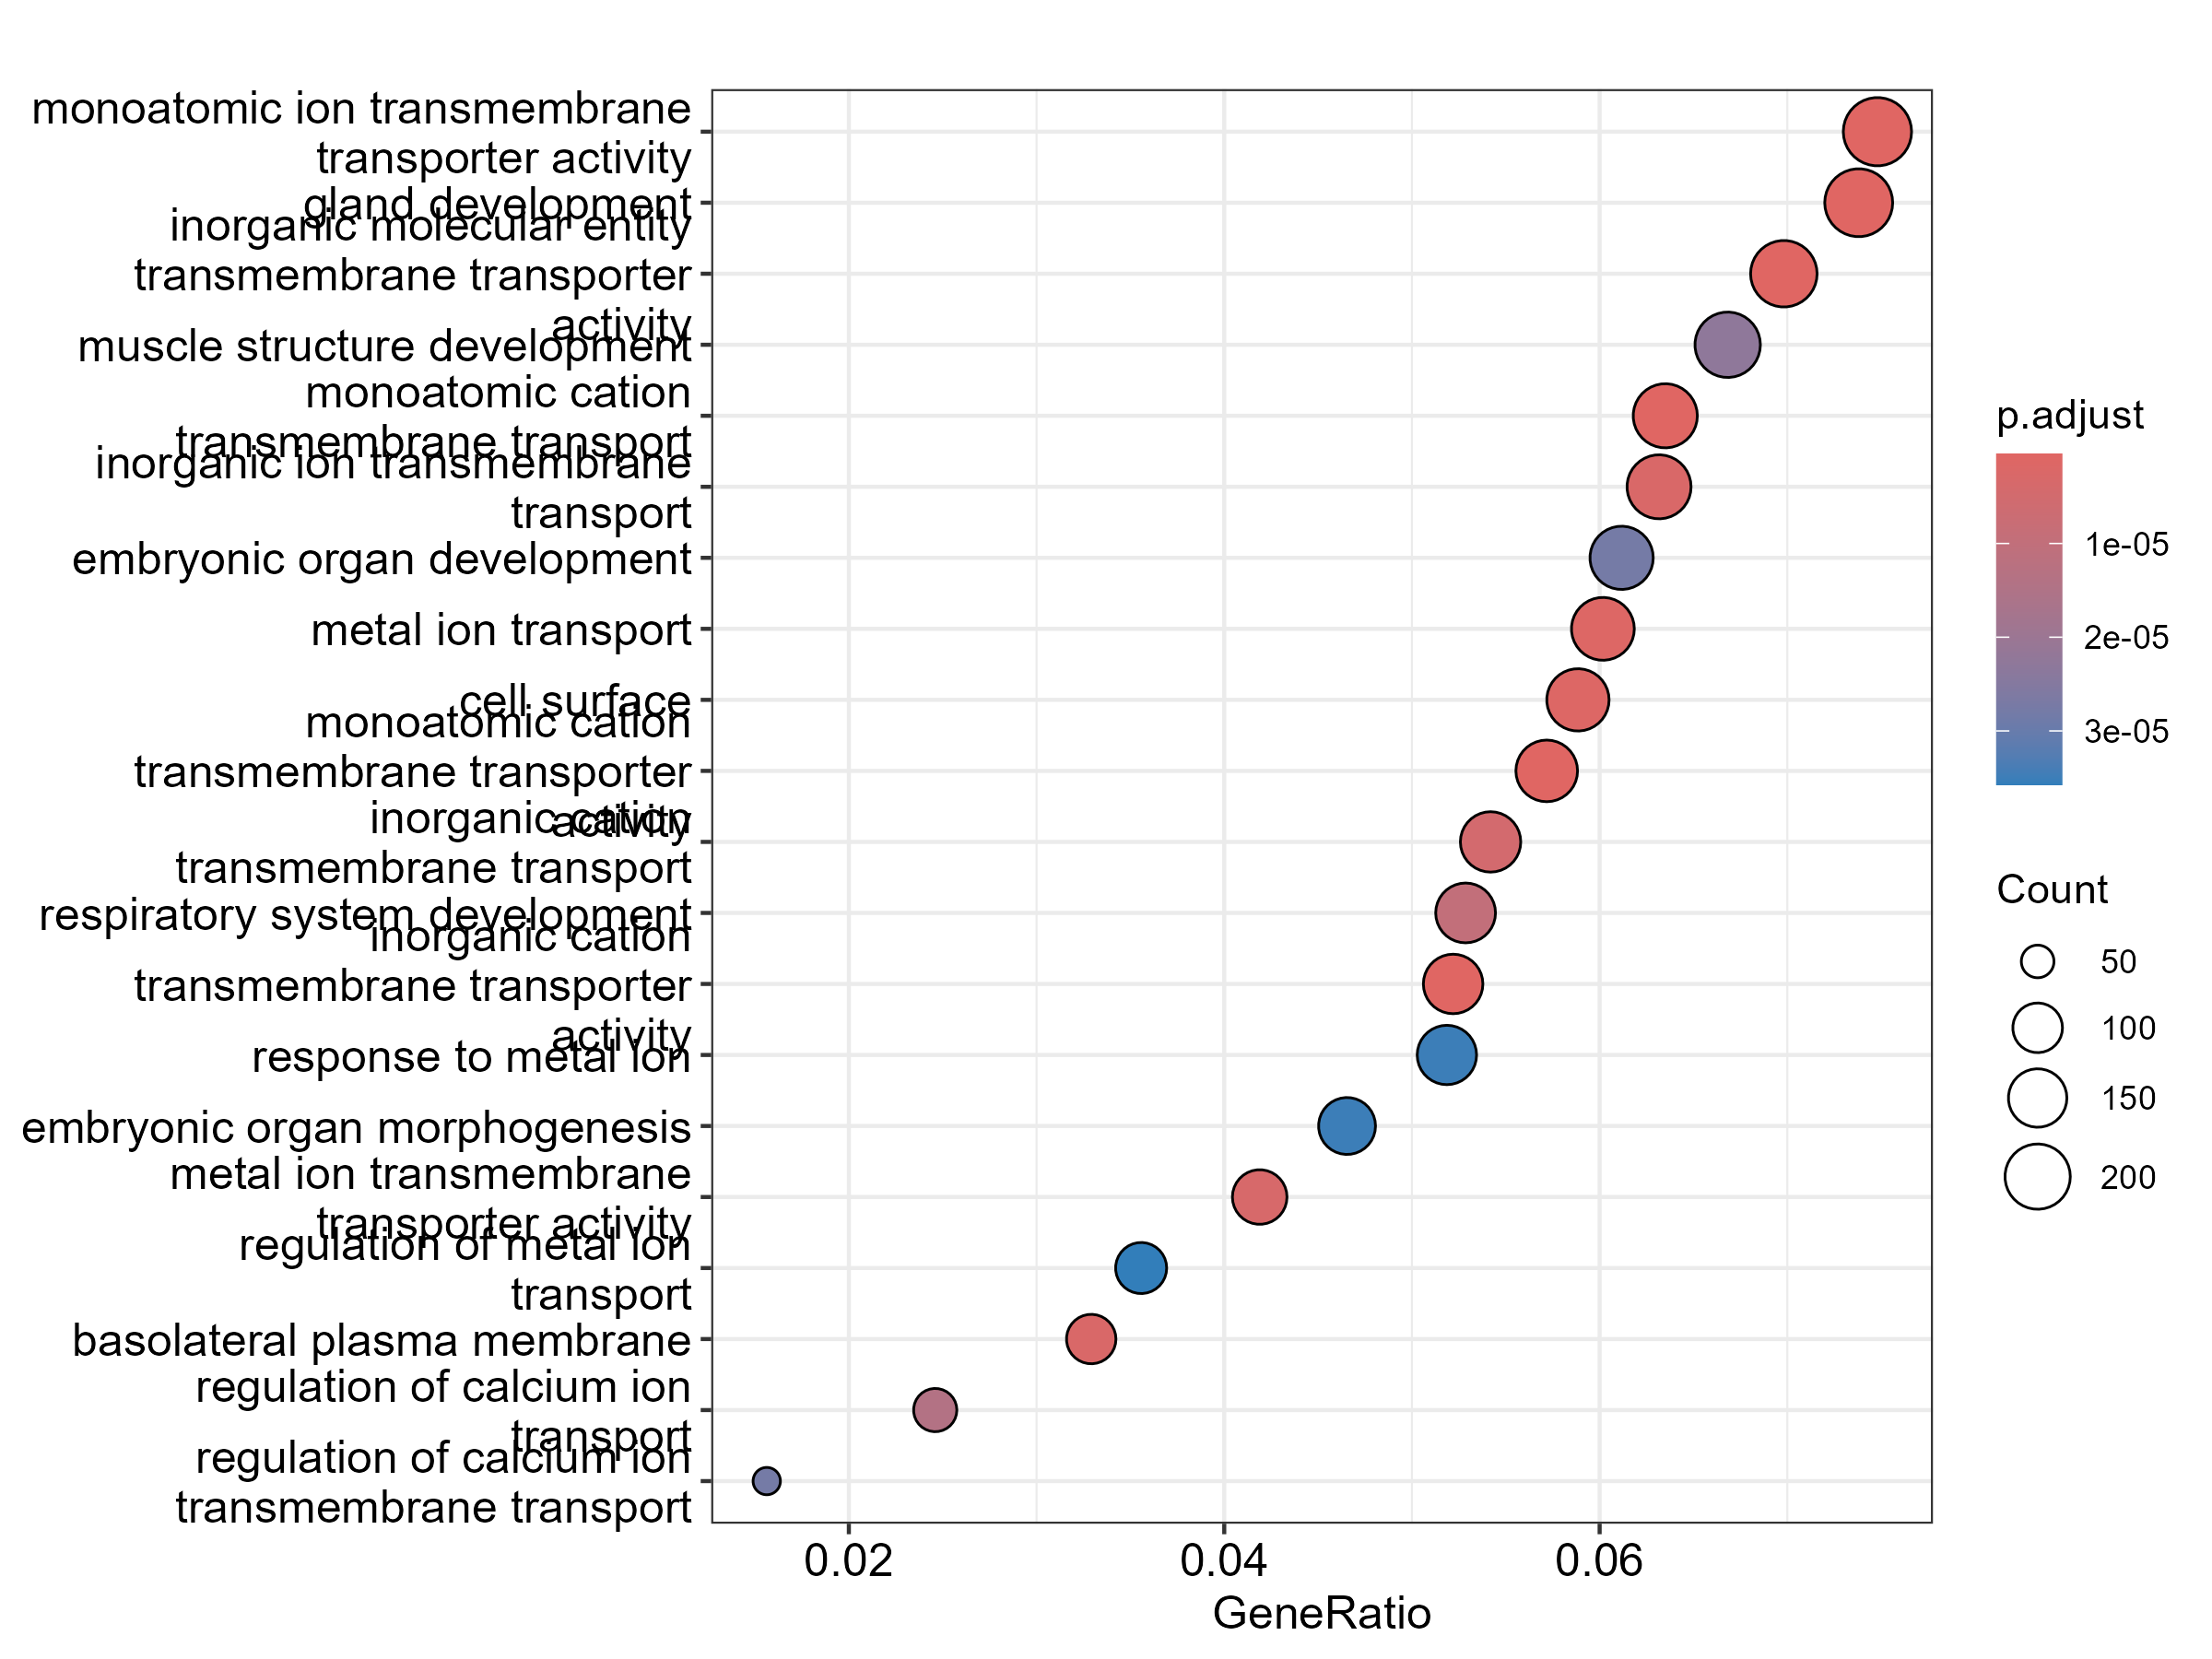 monoatomic ion transmembrane
transporter activity
gland development
inorganic molecular entity
transmembrane transporter
activity
muscle structure development
monoatomic cation
transmembrane transport
inorganic ion transmembrane
transport
embryonic organ development
metal ion transport
cell surface
monoatomic cation
transmembrane transporter
activity
inorganic cation
transmembrane transport
respiratory system development
inorganic cation
transmembrane transporter
activity
response to metal ion
embryonic organ morphogenesis
metal ion transmembrane
transporter activity
regulation of metal ion
transport
basolateral plasma membrane
regulation of calcium ion
transport
regulation of calcium ion
transmembrane transport
0.02
0.04
0.06
GeneRatio
p.adjust
1e-05
2e-05
3e-05
Count
50
100
150
200